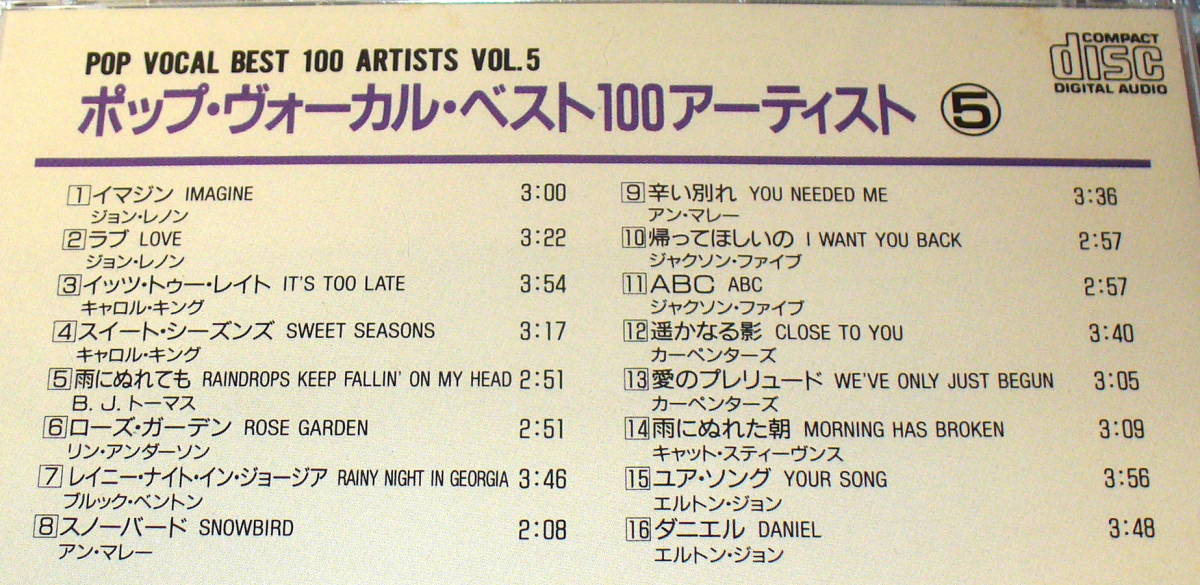 POP VOCAL BEST 100 ARTISTS VOL.5
ポップ・ヴォーカル・ベスト100アーティスト ⑤
COMPACT
disc
DIGITAL AUDIO
1 イマジン IMAGINE 3:00
ジョン・レノン
2 ラブ LOVE 3:22
ジョン・レノン
3 イッツ・トゥー・レイト IT'S TOO LATE 3:54
キャロル・キング
4 スイート・シーズンズ SWEET SEASONS 3:17
キャロル・キング
5 雨にぬれても RAINDROPS KEEP FALLIN' ON MY HEAD 2:51
B. J. トーマス
6 ローズ・ガーデン ROSE GARDEN 2:51
リン・アンダーソン
7 レイニー・ナイト・イン・ジョージア RAINY NIGHT IN GEORGIA 3:46
ブルック・ベントン
8 スノーバード SNOWBIRD 2:08
アン・マレー
9 辛い別れ YOU NEEDED ME 3:36
アン・マレー
10 帰ってほしいの I WANT YOU BACK 2:57
ジャクソン・ファイブ
11 ABC ABC 2:57
ジャクソン・ファイブ
12 遥かなる影 CLOSE TO YOU 3:40
カーペンターズ
13 愛のプレリュード WE'VE ONLY JUST BEGUN 3:05
カーペンターズ
14 雨にぬれた朝 MORNING HAS BROKEN 3:09
キャット・スティーヴンス
15 ユア・ソング YOUR SONG 3:56
エルトン・ジョン
16 ダニエル DANIEL 3:48
エルトン・ジョン